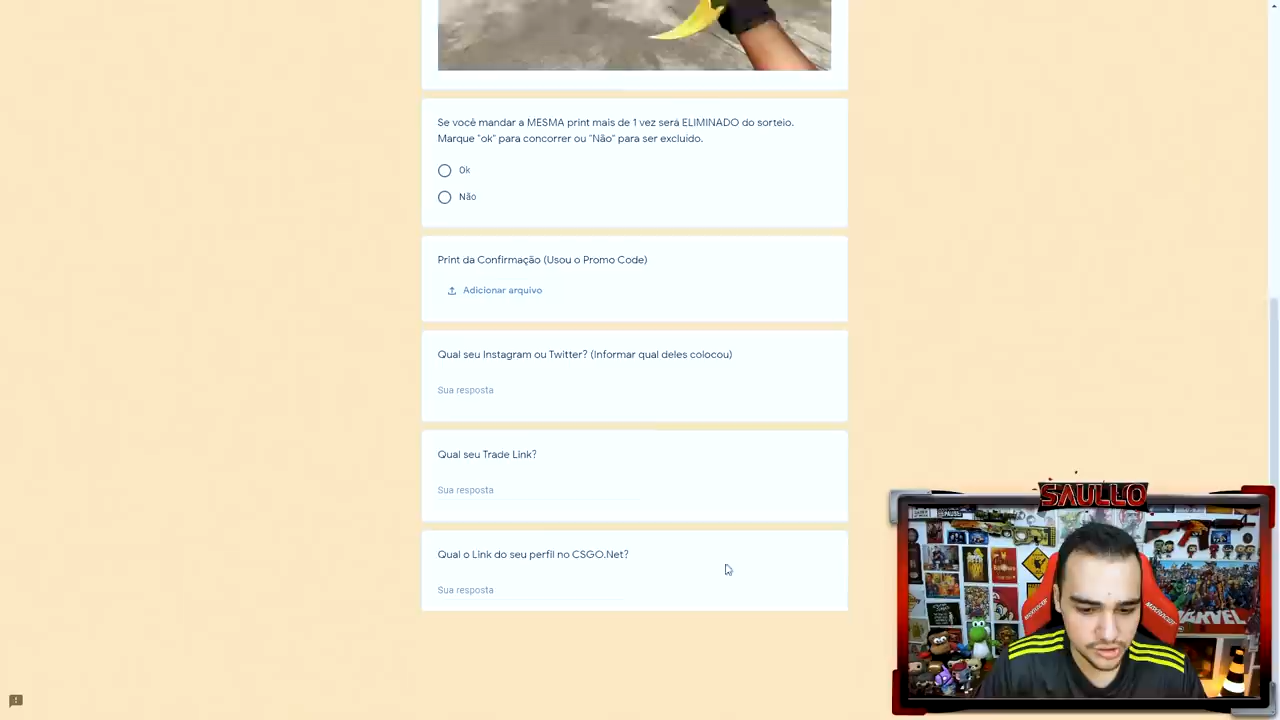 Se você mandar a MESMA print mais de 1 vez será ELIMINADO do sorteio.
Marque "ok" para concorrer ou "Não" para ser excluído.
Ok
Não
Print da Confirmação (Usou o Promo Code)
Adicionar arquivo
Qual seu Instagram ou Twitter? (Informar qual deles colocou)
Sua resposta
Qual seu Trade Link?
Sua resposta
Qual o Link do seu perfil no CSGO.Net?
Sua resposta
SAULLO
MARVEL